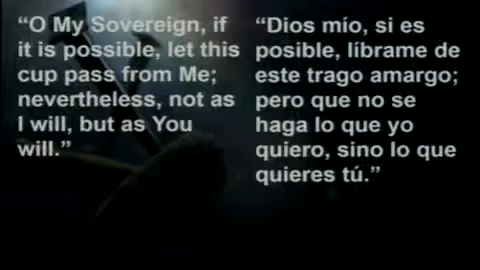 “O My Sovereign, if
it is possible, let this
cup pass from Me;
nevertheless, not as
I will, but as You
will.”
“Dios mío, si es
posible, líbrame de
este trago amargo;
pero que no se
haga lo que yo
quiero, sino lo que
quieres tú.”